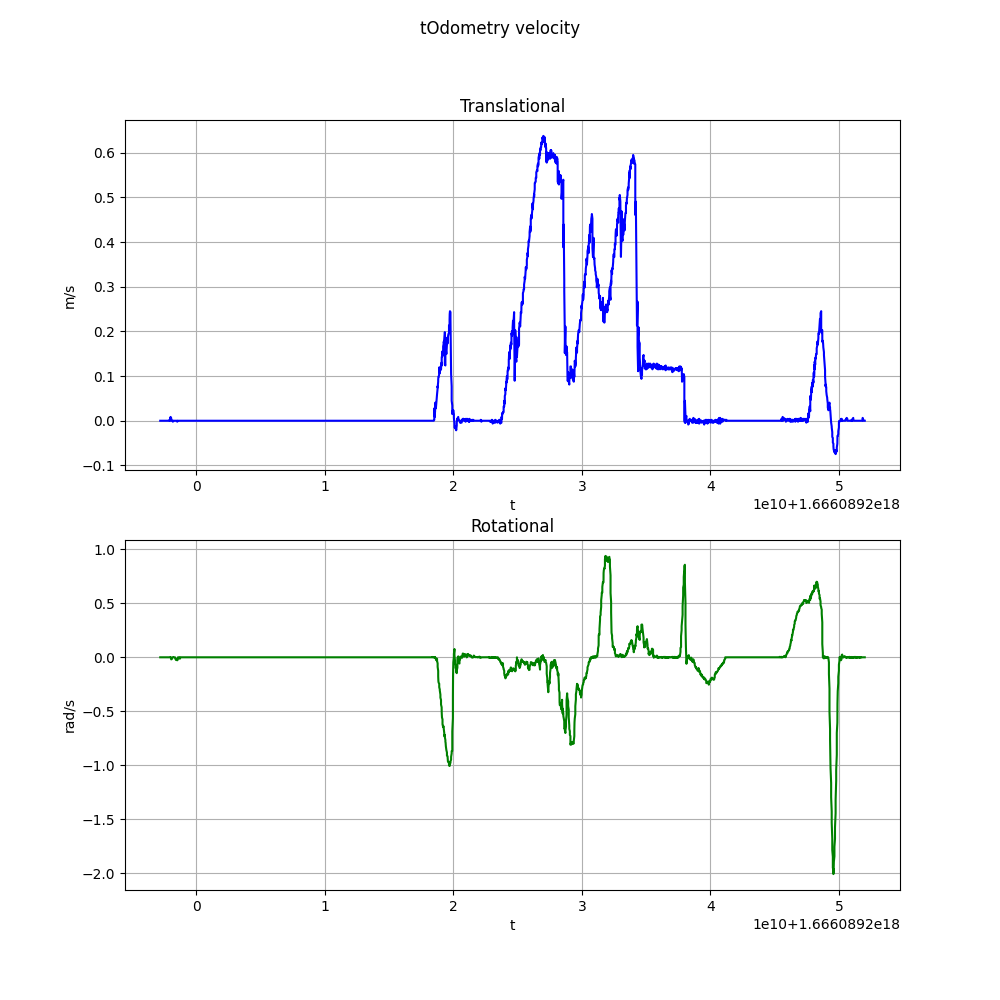 tOdometry velocity
Translational
0.6
0.5
0.4
0.3
0.2
0.1
0.0
−0.1
m/s
0 1 2 3 4 5
t
1e10+1.6660892e18
Rotational
1.0
0.5
0.0
−0.5
−1.0
−1.5
−2.0
rad/s
0 1 2 3 4 5
t
1e10+1.6660892e18